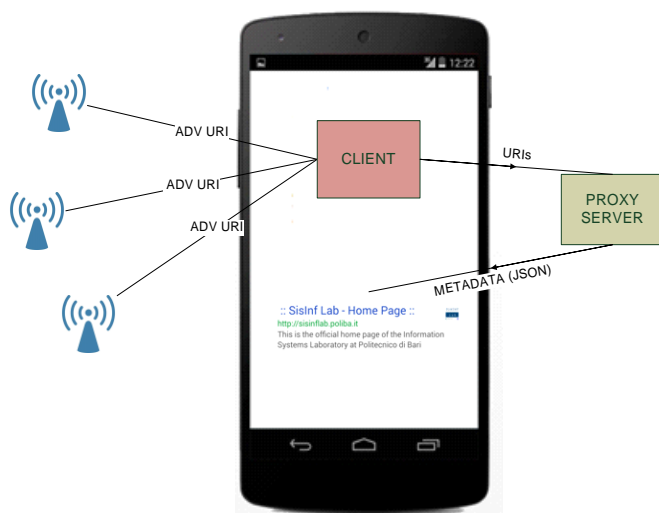 12:22
ADV URI
CLIENT
URIs
ADV URI
PROXY
SERVER
ADV URI
METADATA (JSON)
:: SisInf Lab - Home Page ::
http://sisinflab.poliba.it
This is the official home page of the Information
Systems Laboratory at Politecnico di Bari